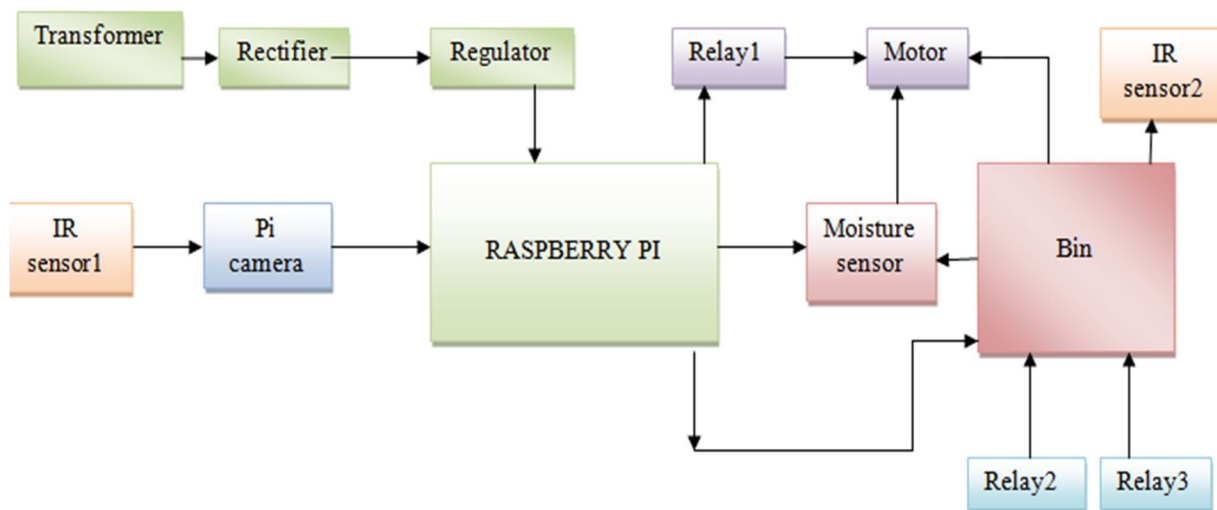 Transformer
Rectifier
Regulator
Relay1
Motor
IR
sensor2
IR
sensor1
Pi
camera
RASPBERRY PI
Moisture
sensor
Bin
Relay2
Relay3